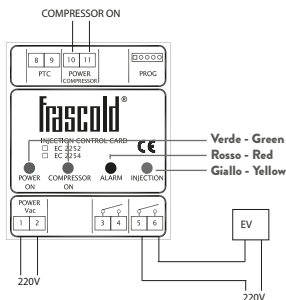 COMPRESSOR ON
8 9 10 11
PTC POWER PROG
COMPRESSOR
frascold®
INJECTION CONTROL CARD
EC 2252 CE
EC 2254
Verde - Green
Rosso - Red
Giallo - Yellow
POWER COMPRESSOR ALARM INJECTION
ON ON
POWER
Vac
1 2 3 4 5 6
EV
220V
220V